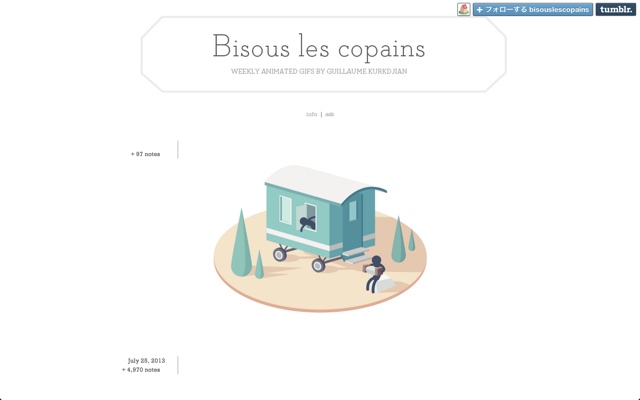 + フォローする bisouslescopains
tumblr.
Bisous les copains
WEEKLY ANIMATED GIFS BY GUILLAUME KURKDJIAN
info | ask
+ 97 notes
july 25, 2013
+ 4,970 notes